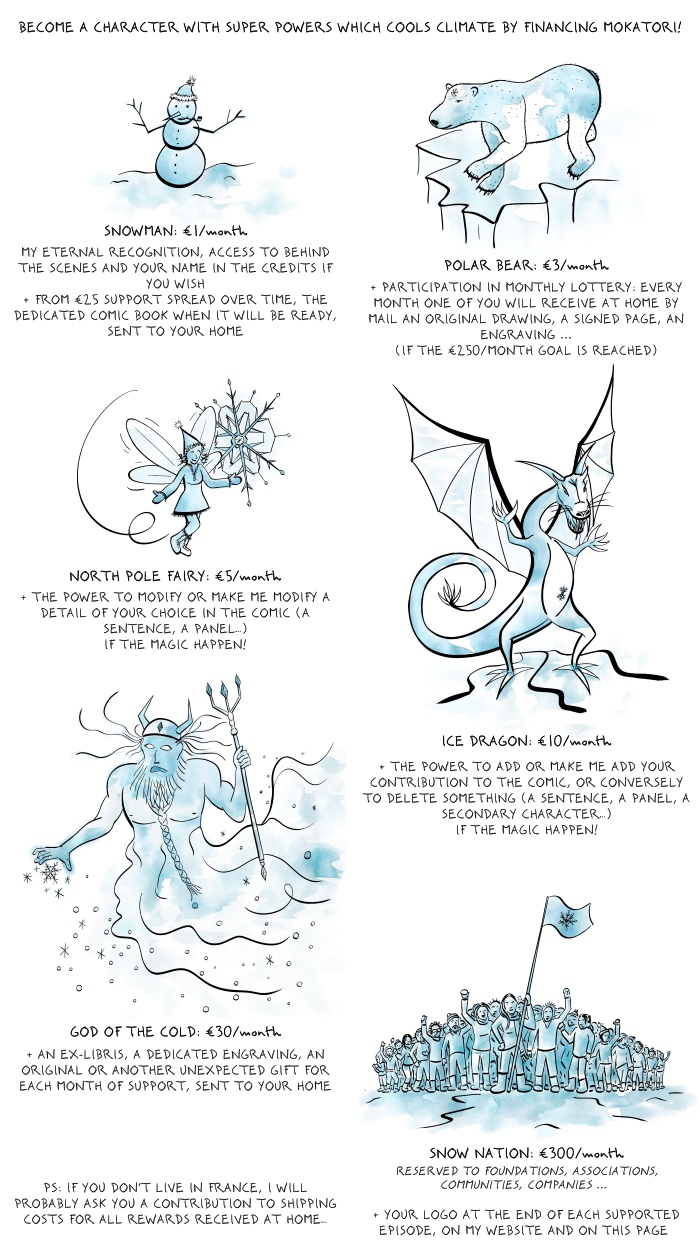 BECOME A CHARACTER WITH SUPER POWERS WHICH COOLS CLIMATE BY FINANCING MOKATORI!
SNOWMAN: €1/month
MY ETERNAL RECOGNITION, ACCESS TO BEHIND
THE SCENES AND YOUR NAME IN THE CREDITS IF
YOU WISH
+ FROM €25 SUPPORT SPREAD OVER TIME, THE
DEDICATED COMIC BOOK WHEN IT WILL BE READY,
SENT TO YOUR HOME
POLAR BEAR: €3/month
+ PARTICIPATION IN MONTHLY LOTTERY: EVERY
MONTH ONE OF YOU WILL RECEIVE AT HOME BY
MAIL AN ORIGINAL DRAWING, A SIGNED PAGE, AN
ENGRAVING ...
(IF THE €250/MONTH GOAL IS REACHED)
NORTH POLE FAIRY: €5/month
+ THE POWER TO MODIFY OR MAKE ME MODIFY A
DETAIL OF YOUR CHOICE IN THE COMIC (A
SENTENCE, A PANEL...)
IF THE MAGIC HAPPEN!
ICE DRAGON: €10/month
+ THE POWER TO ADD OR MAKE ME ADD YOUR
CONTRIBUTION TO THE COMIC, OR CONVERSELY
TO DELETE SOMETHING (A SENTENCE, A PANEL, A
SECONDARY CHARACTER...)
IF THE MAGIC HAPPEN!
GOD OF THE COLD: €30/month
+ AN EX-LIBRIS, A DEDICATED ENGRAVING, AN
ORIGINAL OR ANOTHER UNEXPECTED GIFT FOR
EACH MONTH OF SUPPORT, SENT TO YOUR HOME
SNOW NATION: €300/month
RESERVED TO FOUNDATIONS, ASSOCIATIONS,
COMMUNITIES, COMPANIES ...
+ YOUR LOGO AT THE END OF EACH SUPPORTED
EPISODE, ON MY WEBSITE AND ON THIS PAGE
PS: IF YOU DON'T LIVE IN FRANCE, I WILL
PROBABLY ASK YOU A CONTRIBUTION TO SHIPPING
COSTS FOR ALL REWARDS RECEIVED AT HOME...